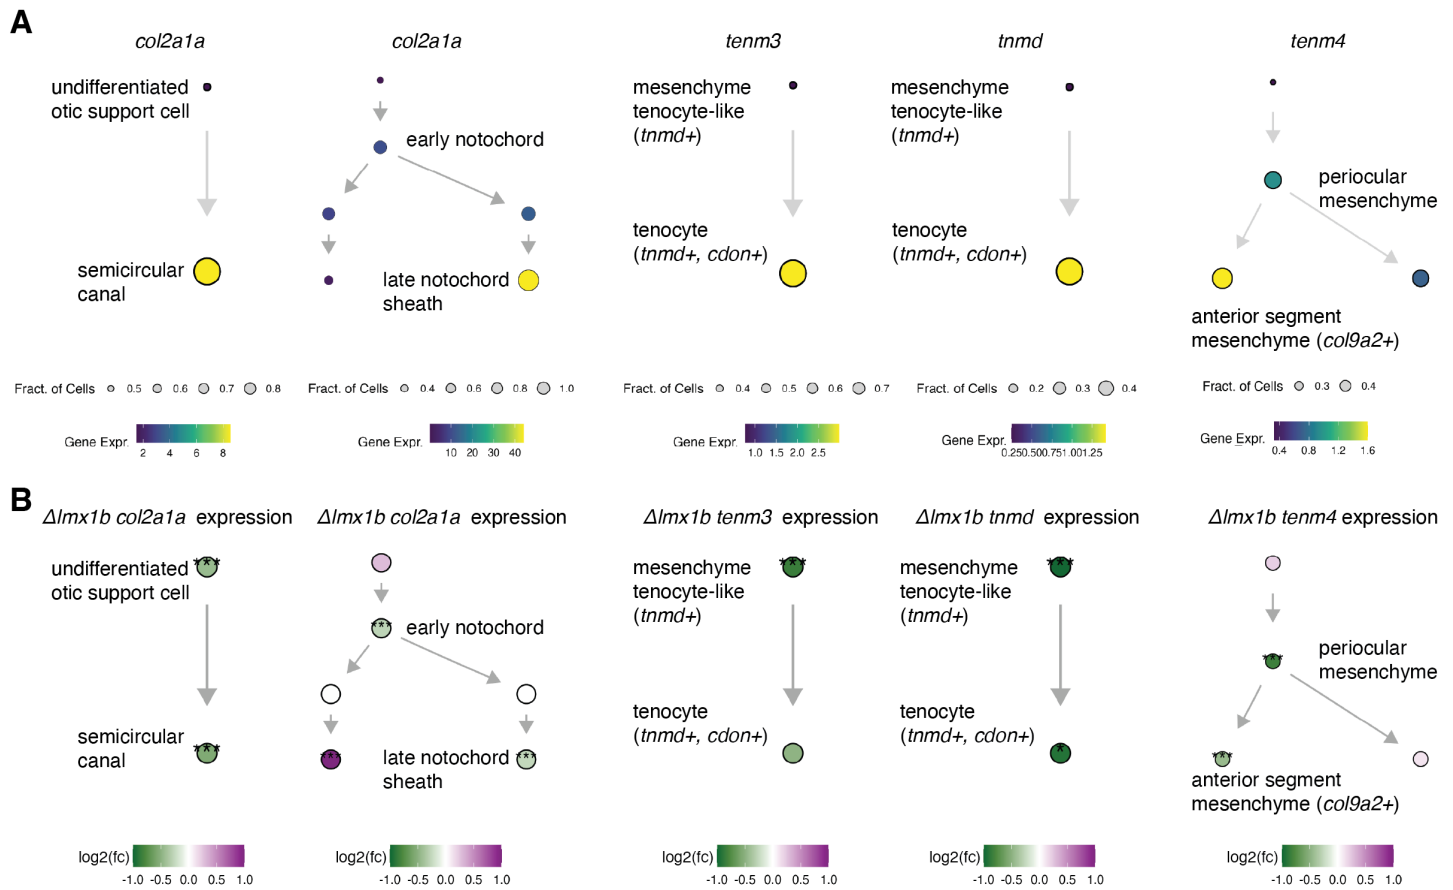 A
col2a1a
col2a1a
tenm3
tnmd
tenm4
undifferentiated
otic support cell
semicircular
canal
early notochord
late notochord
sheath
mesenchyme
tenocyte-like
(tnmd+)
tenocyte
(tnmd+, cdon+)
mesenchyme
tenocyte-like
(tnmd+)
tenocyte
(tnmd+, cdon+)
periocular
mesenchyme
anterior segment
mesenchyme (col9a2+)
Fract. of Cells 0.5 0.6 0.7 0.8
Gene Expr.
2 4 6 8
Fract. of Cells 0.4 0.6 0.8 1.0
Gene Expr.
10 20 30 40
Fract. of Cells 0.4 0.5 0.6 0.7
Gene Expr.
1.0 1.5 2.0 2.5
Fract. of Cells 0.2 0.3 0.4
Gene Expr.
0.250.500.751.001.25
Fract. of Cells 0.3 0.4
Gene Expr.
0.4 0.8 1.2 1.6
B
Δlmx1b col2a1a expression
Δlmx1b col2a1a expression
Δlmx1b tenm3 expression
Δlmx1b tnmd expression
Δlmx1b tenm4 expression
undifferentiated
otic support cell
***
semicircular
canal
***
early notochord
***
***
late notochord
sheath
***
mesenchyme
tenocyte-like
(tnmd+)
***
tenocyte
(tnmd+, cdon+)
mesenchyme
tenocyte-like
(tnmd+)
***
tenocyte
(tnmd+, cdon+)
*
periocular
mesenchyme
***
***
anterior segment
mesenchyme (col9a2+)
log2(fc)
-1.0 -0.5 0.0 0.5 1.0
log2(fc)
-1.0 -0.5 0.0 0.5 1.0
log2(fc)
-1.0 -0.5 0.0 0.5 1.0
log2(fc)
-1.0 -0.5 0.0 0.5 1.0
log2(fc)
-1.0 -0.5 0.0 0.5 1.0